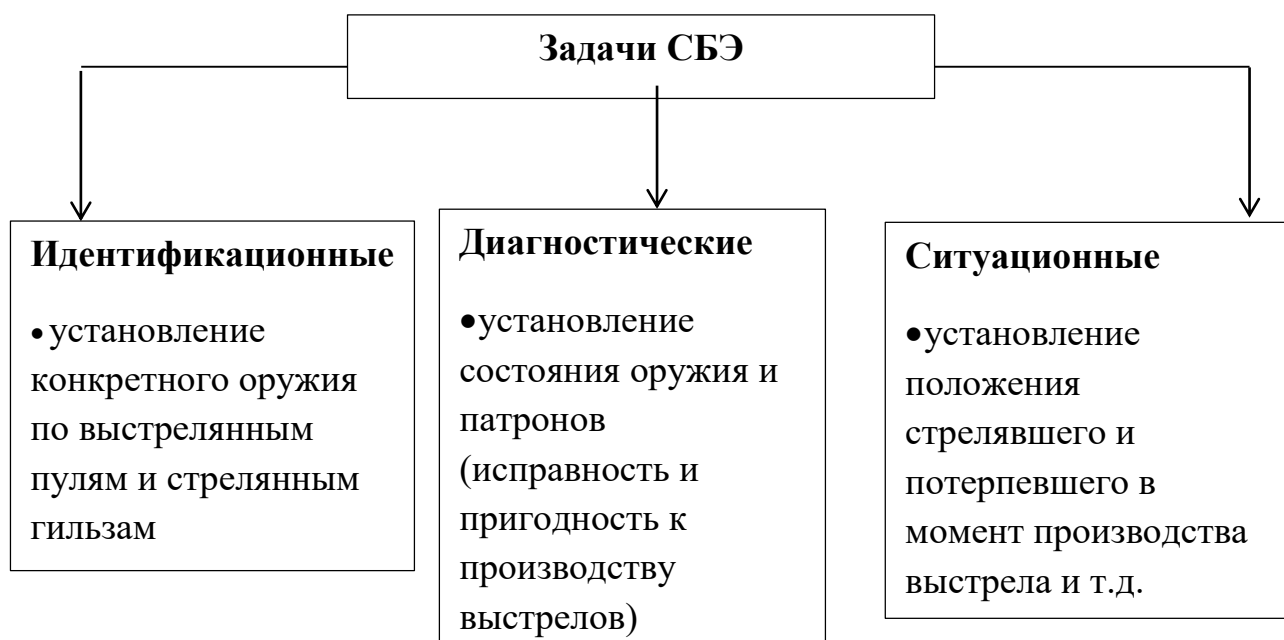 Задачи СБЭ
Идентификационные
• установление
конкретного оружия
по выстрелянным
пулям и стрелянным
гильзам
Диагностические
•установление
состояния оружия и
патронов
(исправность и
пригодность к
производству
выстрелов)
Ситуационные
•установление
положения
стрелявшего и
потерпевшего в
момент производства
выстрела и т.д.